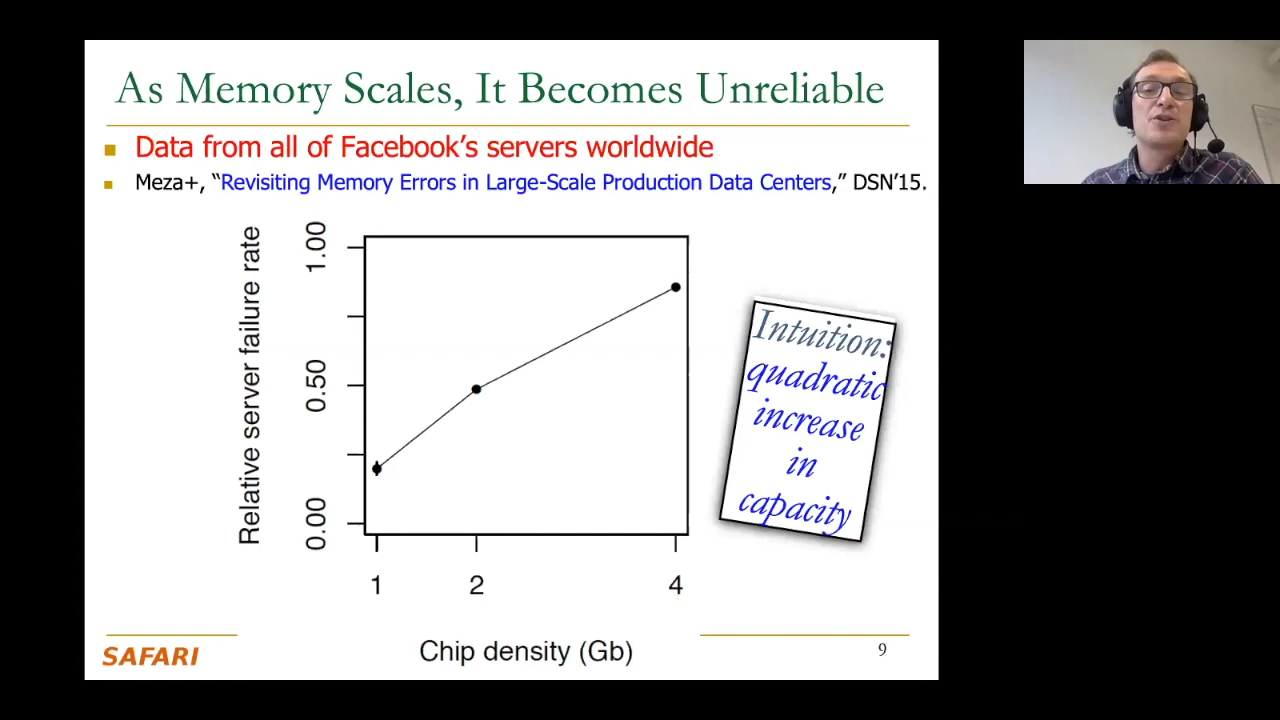 As Memory Scales, It Becomes Unreliable
Data from all of Facebook's servers worldwide
Meza+, “Revisiting Memory Errors in Large-Scale Production Data Centers,” DSN’15.
Relative server failure rate
1.00
0.50
0.00
1 2 4
Chip density (Gb)
Intuition:
quadratic
increase
in
capacity
SAFARI
9